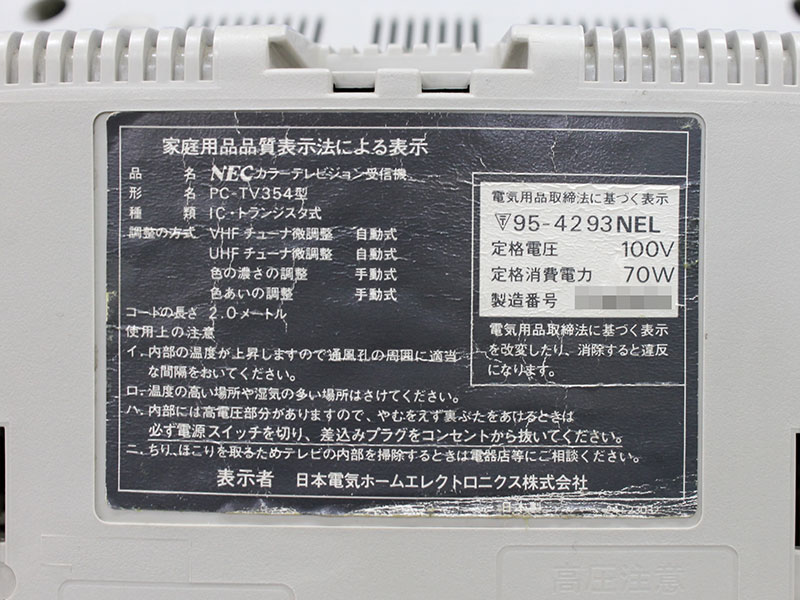 家庭用品品質表示法による表示
品名 NECカラーテレビジョン受信機
形名 PC-TV354型
種類 IC・トランジスタ式
調整の方式 VHFチューナ微調整 自動式
UHFチューナ微調整 自動式
色の濃さの調整 手動式
色あいの調整 手動式
コードの長さ 2.0メートル
使用上の注意
イ.内部の温度が上昇しますので通風孔の周囲に適当
な間隔をおいてください。
ロ.温度の高い場所や湿気の多い場所はさけてください。
ハ.内部には高電圧部分がありますので、やむをえず裏ぶたをあけるときは
必ず電源スイッチを切り、差込みプラグをコンセントから抜いてください。
ニ.ちり、ほこりを取るためテレビの内部を掃除するときは電器店等にご相談ください。
表示者 日本電気ホームエレクトロニクス株式会社
電気用品取締法に基づく表示
95-4293NEL
定格電圧 100V
定格消費電力 70W
製造番号
電気用品取締法に基づく表示
を改変したり、消除すると違反
になります。
日本製
高圧注意